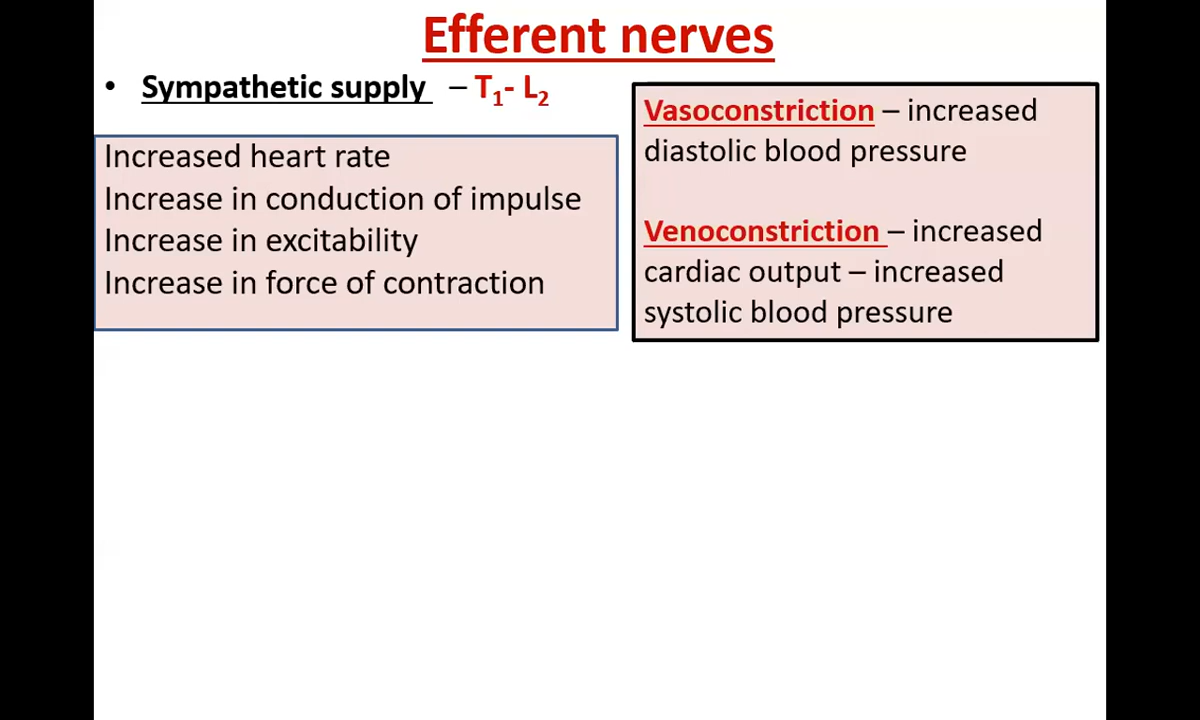 Efferent nerves
• Sympathetic supply – T1- L2
Increased heart rate
Increase in conduction of impulse
Increase in excitability
Increase in force of contraction
Vasoconstriction – increased
diastolic blood pressure
Venoconstriction – increased
cardiac output – increased
systolic blood pressure